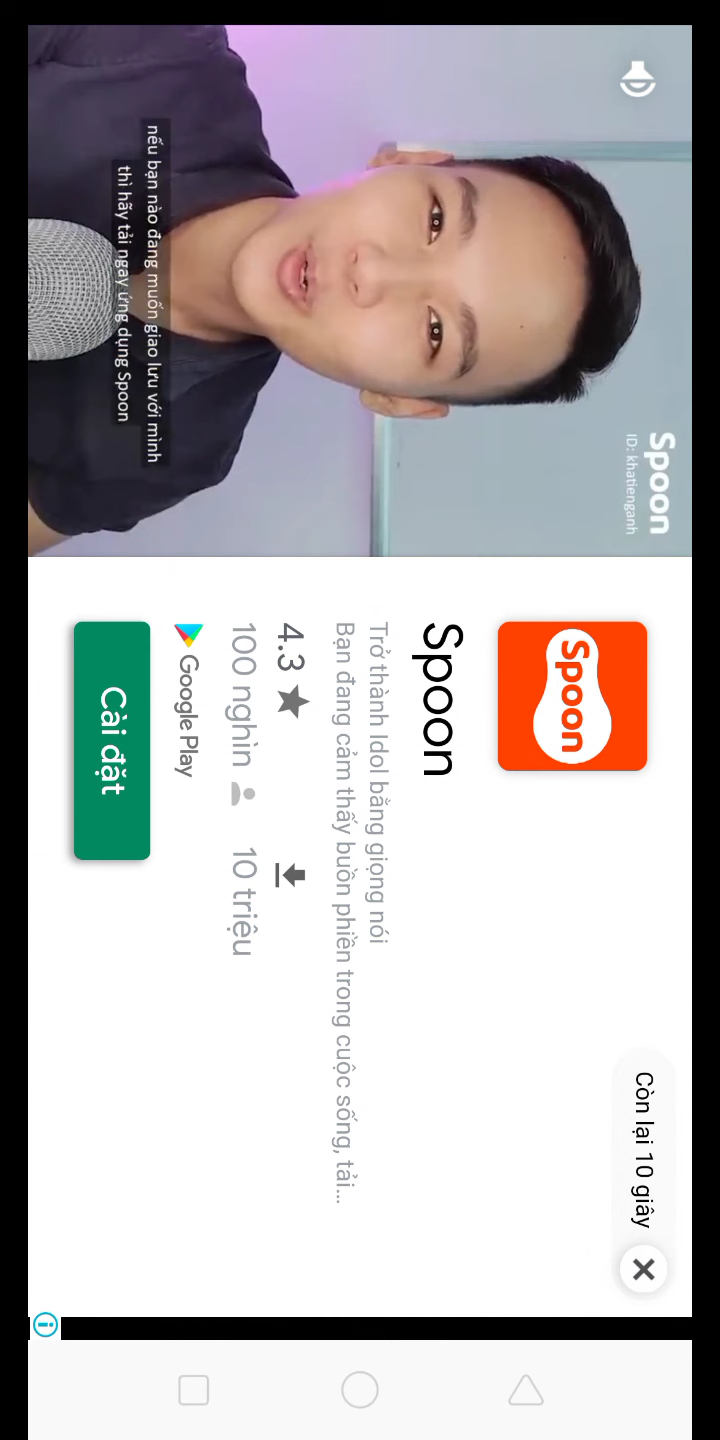 Spoon
ID: khatienganh
nếu bạn nào đang muốn giao lưu với mình
thì hãy tải ngay ứng dụng Spoon
Còn lại 10 giây
Spoon
Spoon
Trở thành Idol bằng giọng nói
Bạn đang cảm thấy buồn phiền trong cuộc sống, tải...
4.3
100 nghìn
10 triệu
Google Play
Cài đặt